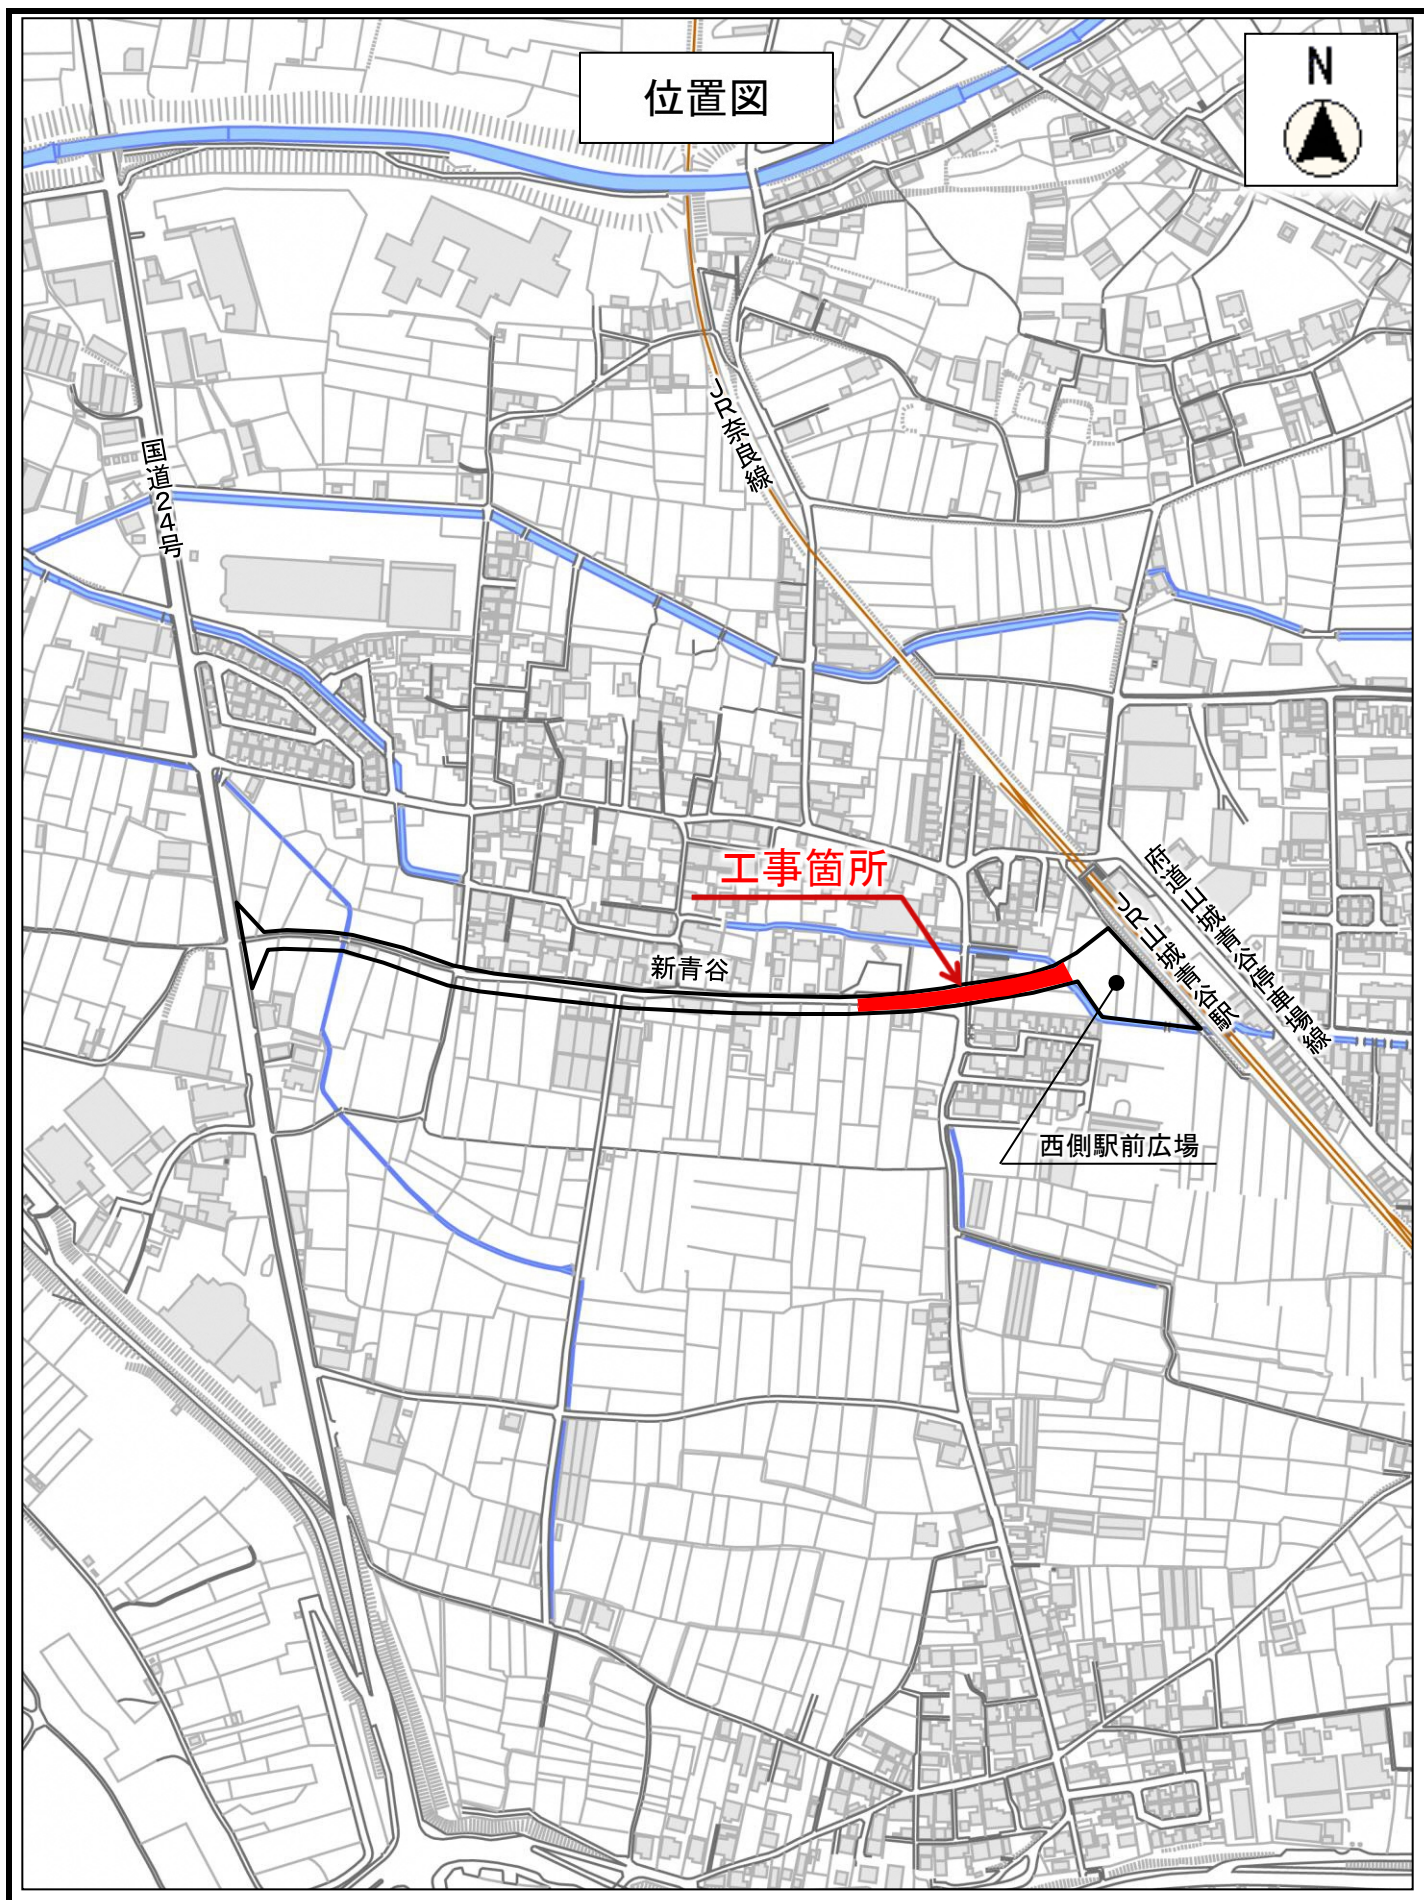 位置図
N
JR奈良線
国道24号
工事箇所
府道山城青谷停車場線
JR山城青谷駅
新青谷
西側駅前広場